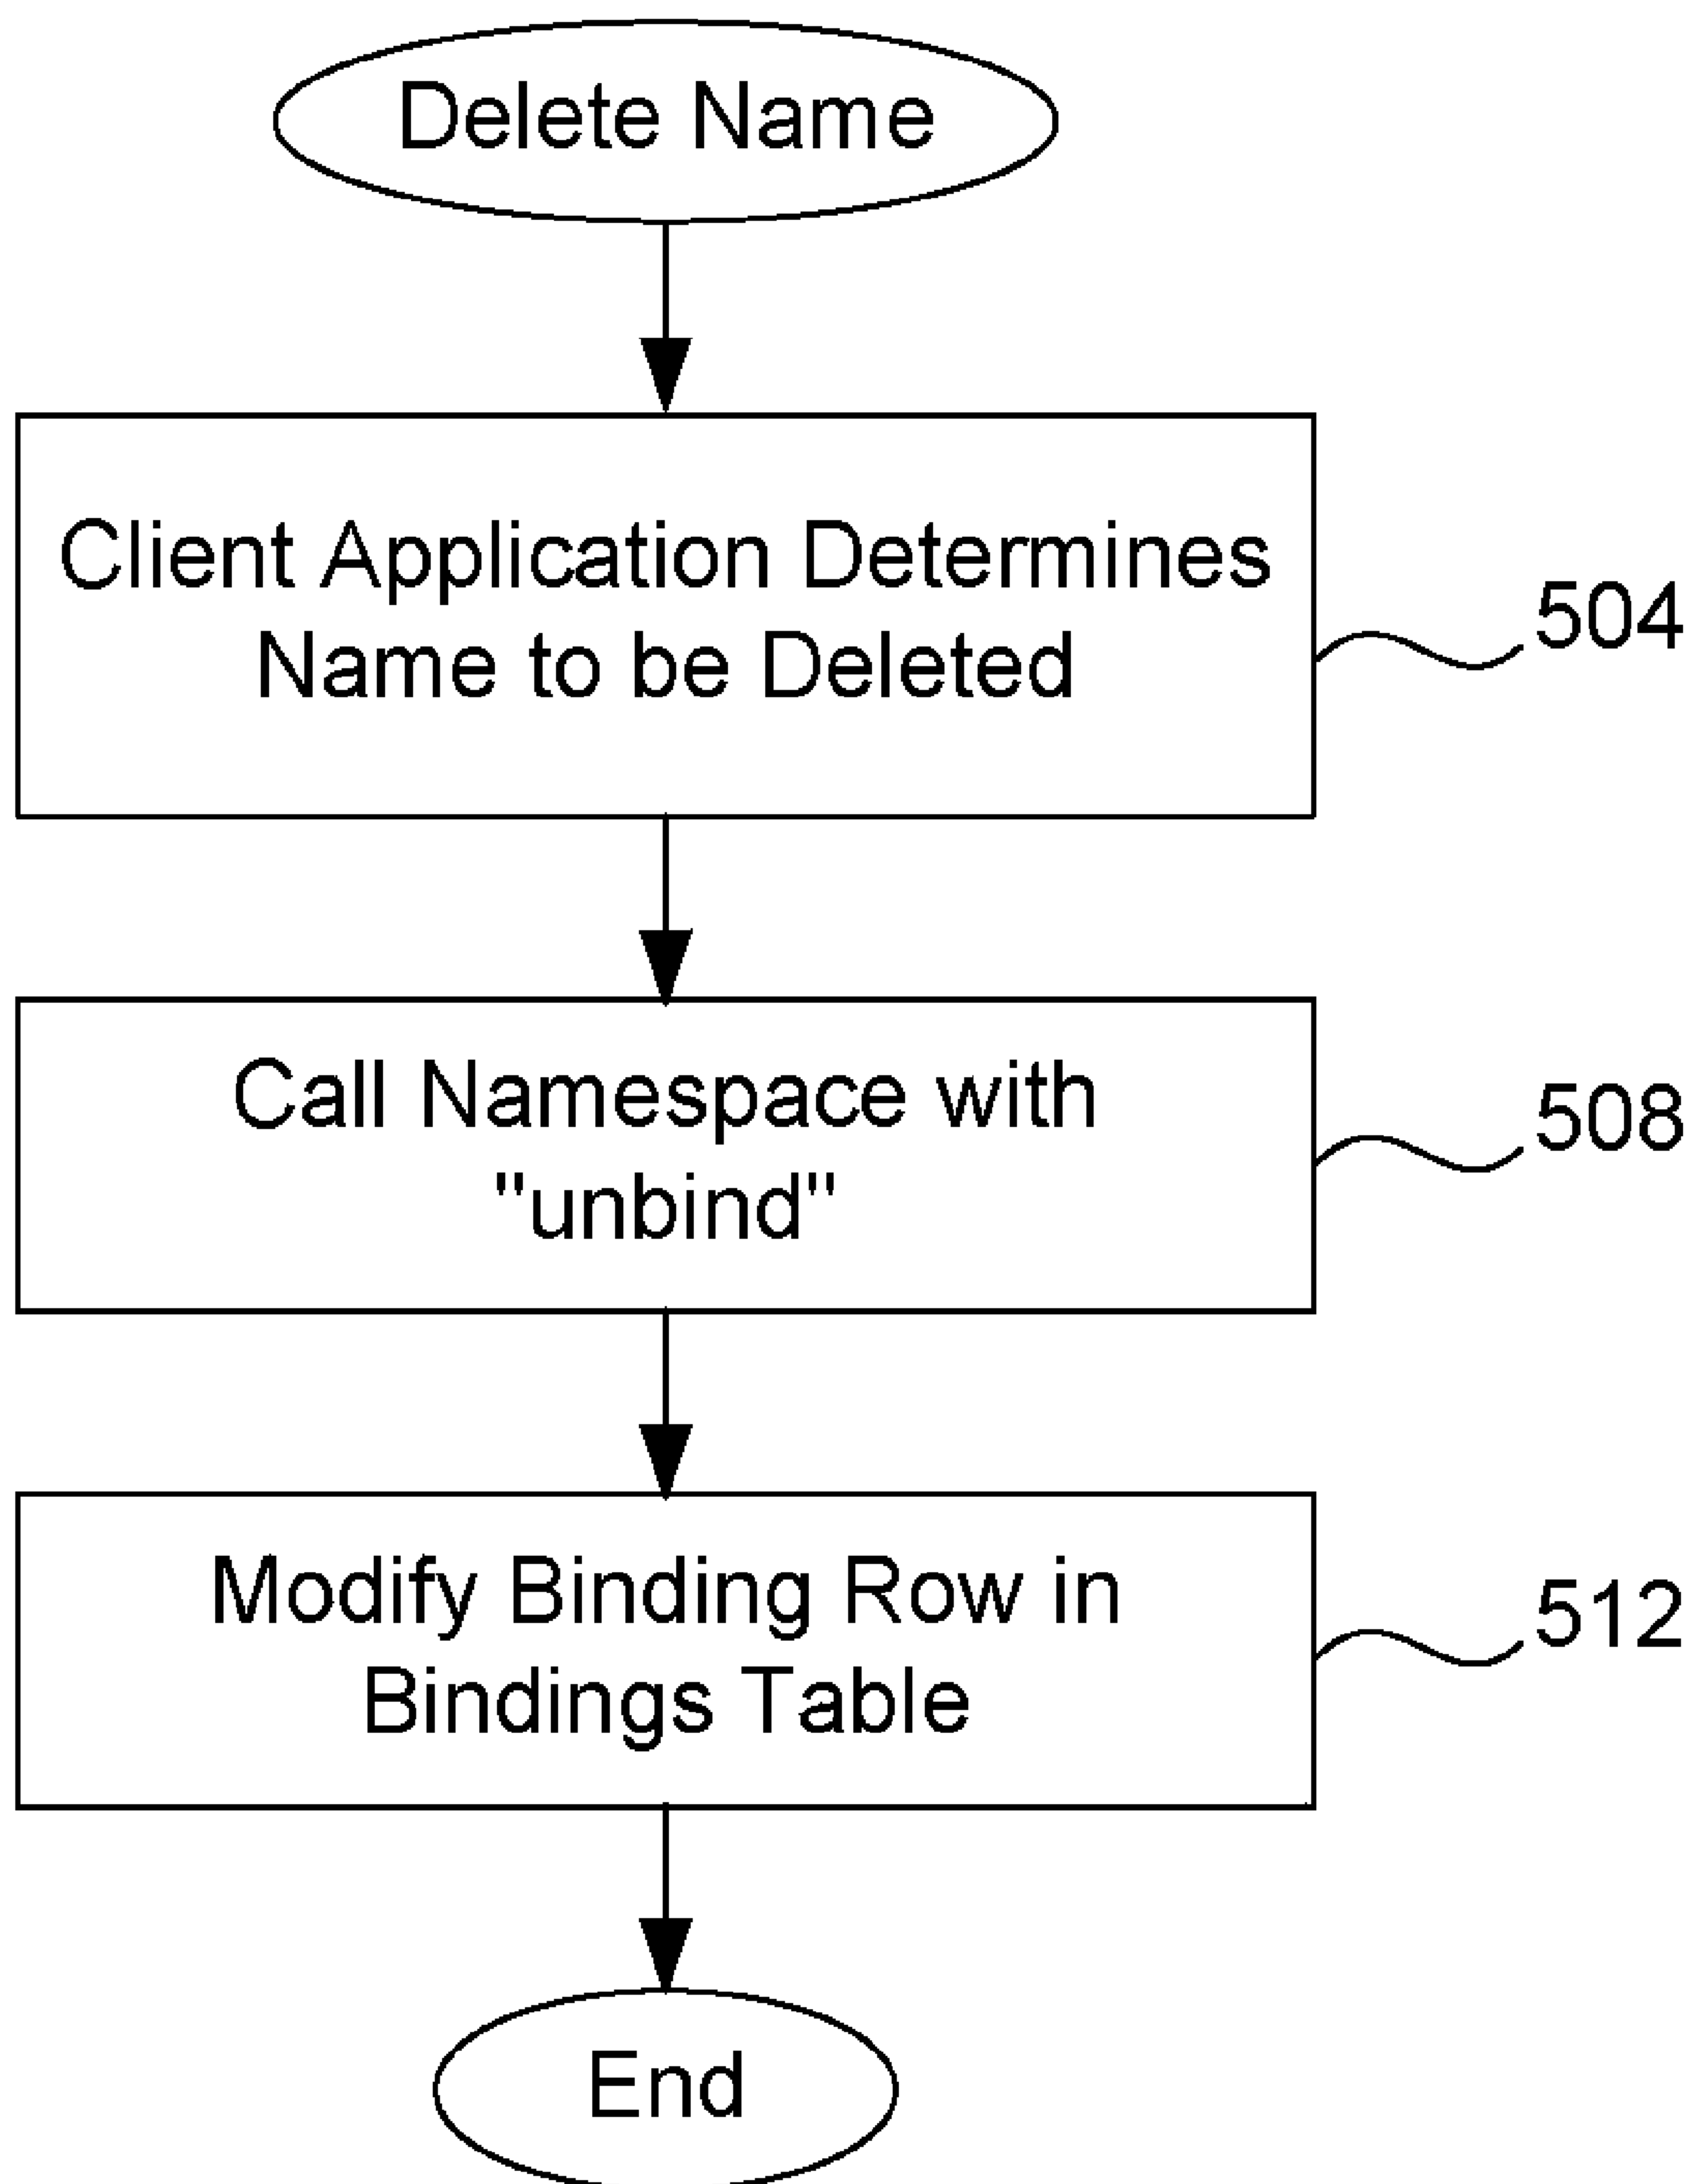 Delete Name
Client Application Determines
Name to be Deleted
504
Call Namespace with
"unbind"
508
Modify Binding Row in
Bindings Table
512
End